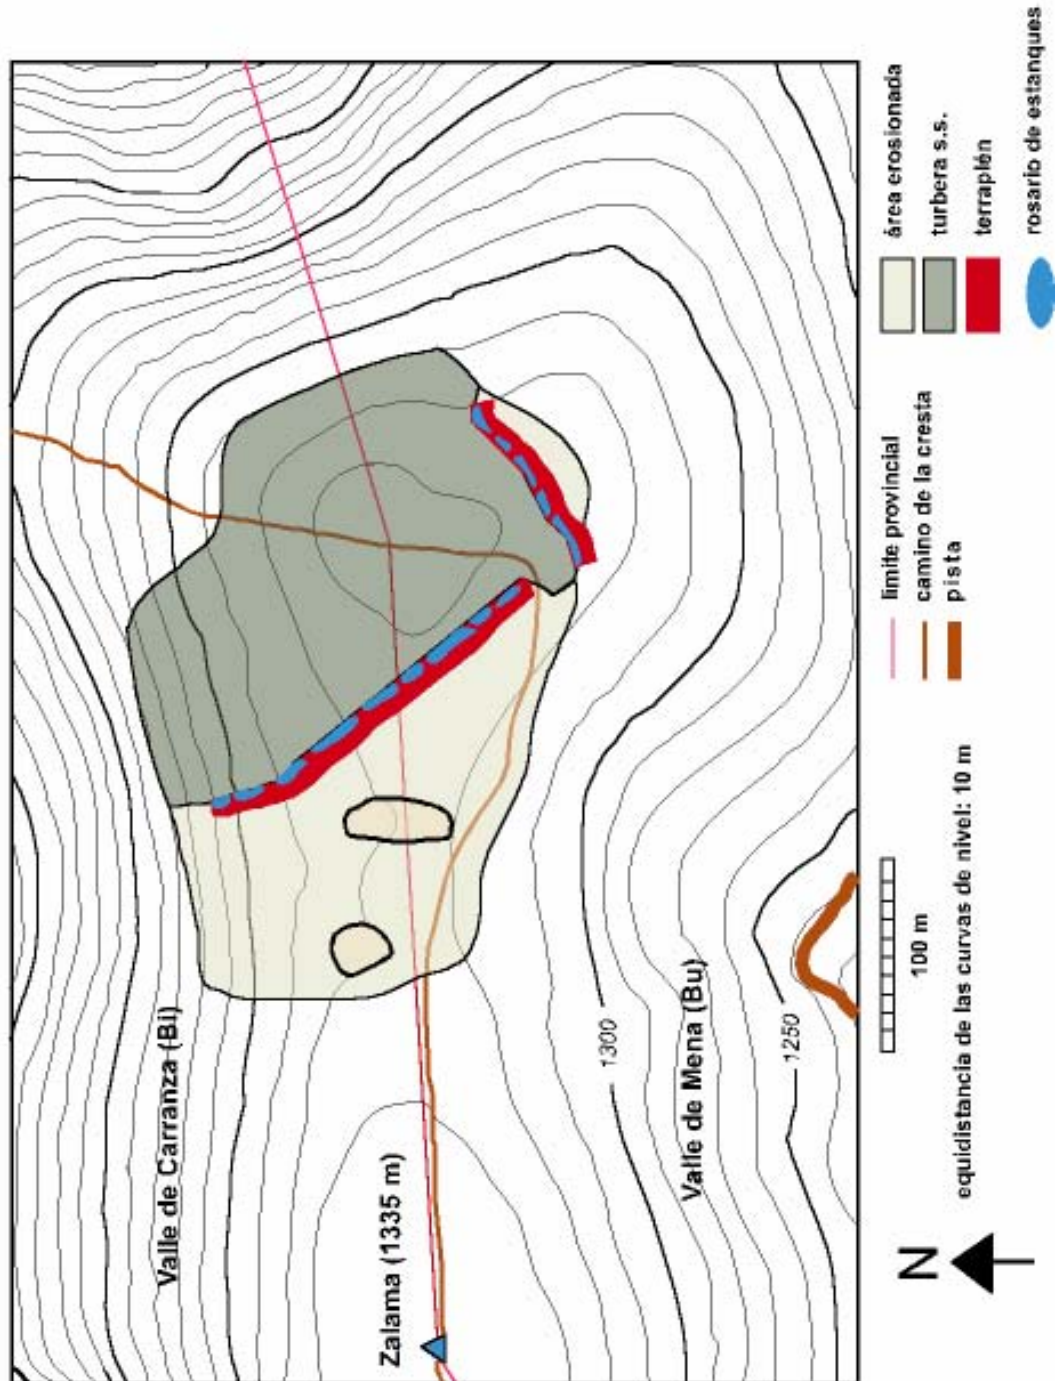 Valle de Carranza (Bi)
Zalama (1335 m)
1300
Valle de Mena (Bu)
1250
N
100 m
equidistancia de las curvas de nivel: 10 m
limite provincial
camino de la cresta
pista
área erosionada
turbera s.s.
terraplén
rosario de estanques